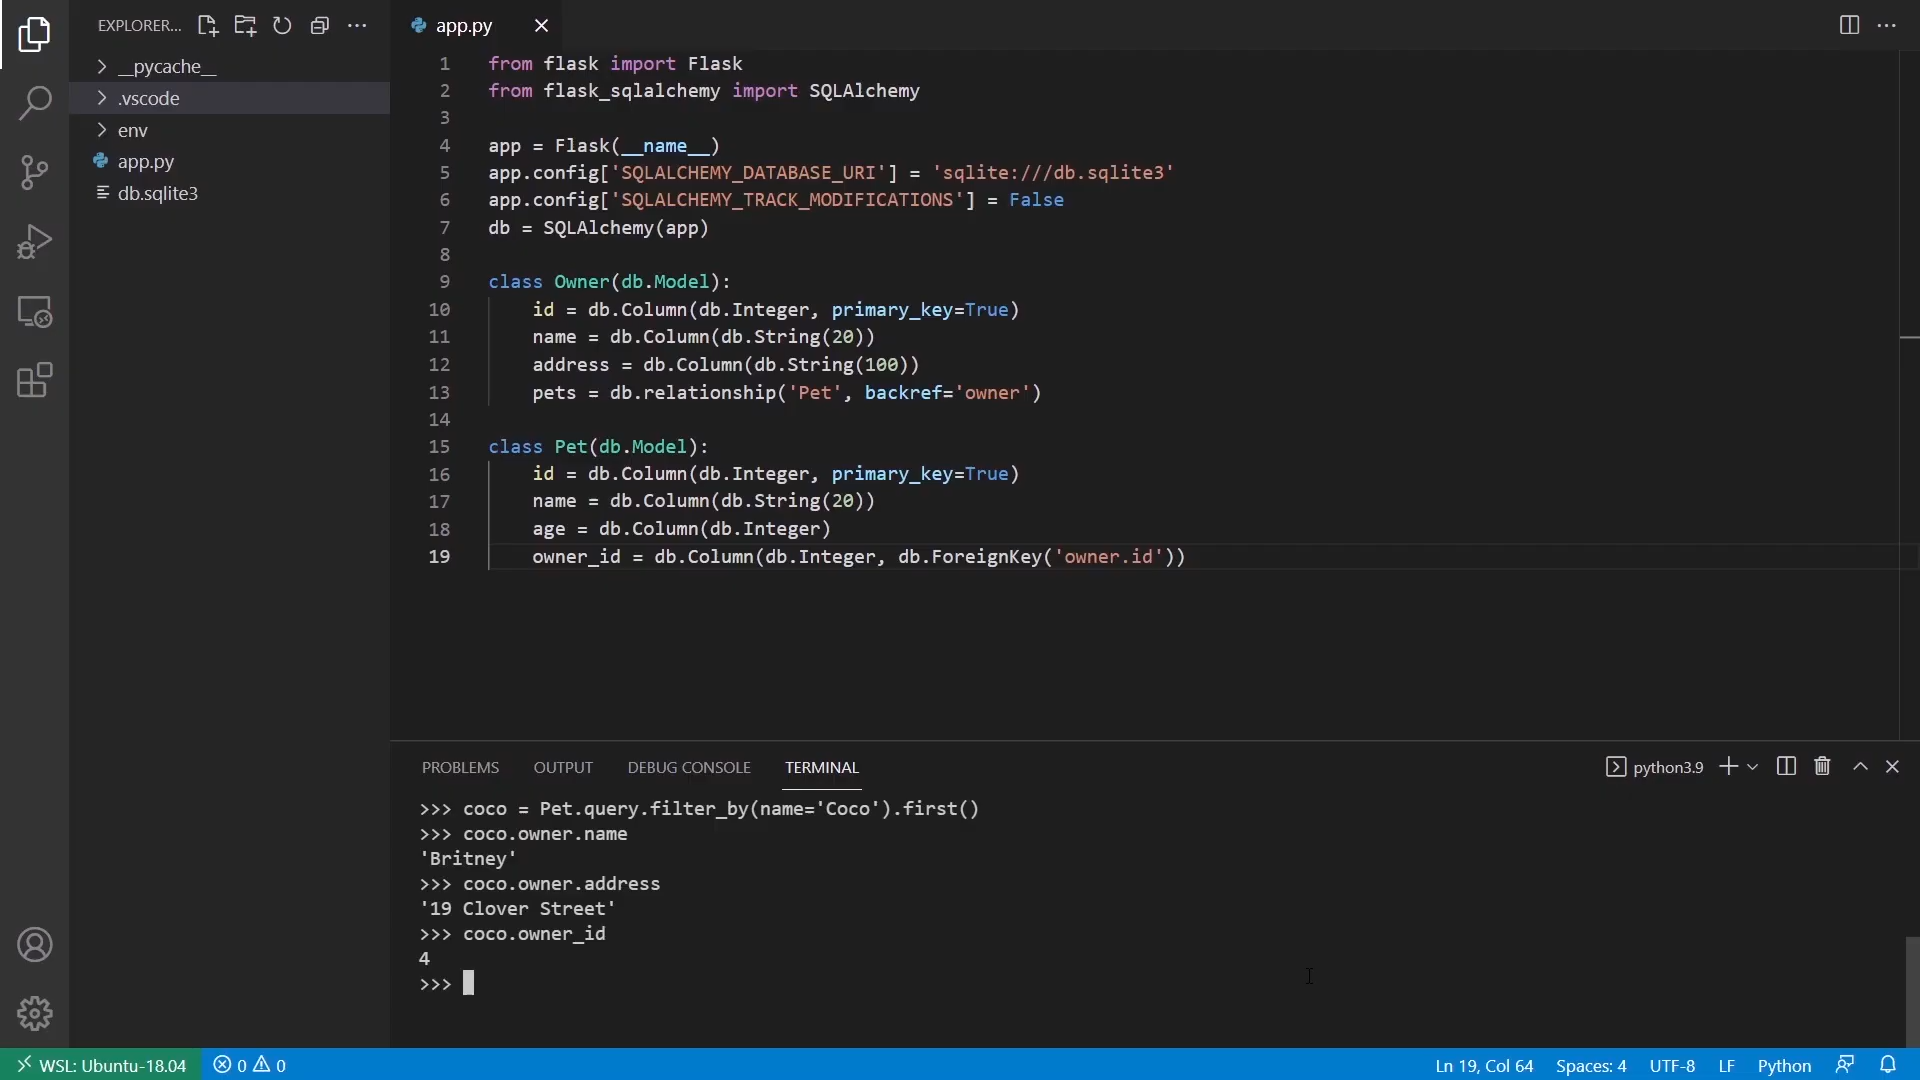 EXPLORER...
__pycache__
.vscode
env
app.py
db.sqlite3
app.py
1 from flask import Flask
2 from flask_sqlalchemy import SQLAlchemy
3
4 app = Flask(__name__)
5 app.config['SQLALCHEMY_DATABASE_URI'] = 'sqlite:///db.sqlite3'
6 app.config['SQLALCHEMY_TRACK_MODIFICATIONS'] = False
7 db = SQLAlchemy(app)
8
9 class Owner(db.Model):
10     id = db.Column(db.Integer, primary_key=True)
11     name = db.Column(db.String(20))
12     address = db.Column(db.String(100))
13     pets = db.relationship('Pet', backref='owner')
14
15 class Pet(db.Model):
16     id = db.Column(db.Integer, primary_key=True)
17     name = db.Column(db.String(20))
18     age = db.Column(db.Integer)
19     owner_id = db.Column(db.Integer, db.ForeignKey('owner.id'))
PROBLEMS OUTPUT DEBUG CONSOLE TERMINAL python3.9
>>> coco = Pet.query.filter_by(name='Coco').first()
>>> coco.owner.name
'Britney'
>>> coco.owner.address
'19 Clover Street'
>>> coco.owner_id
4
>>>
WSL: Ubuntu-18.04 0 0 Ln 19, Col 64 Spaces: 4 UTF-8 LF Python